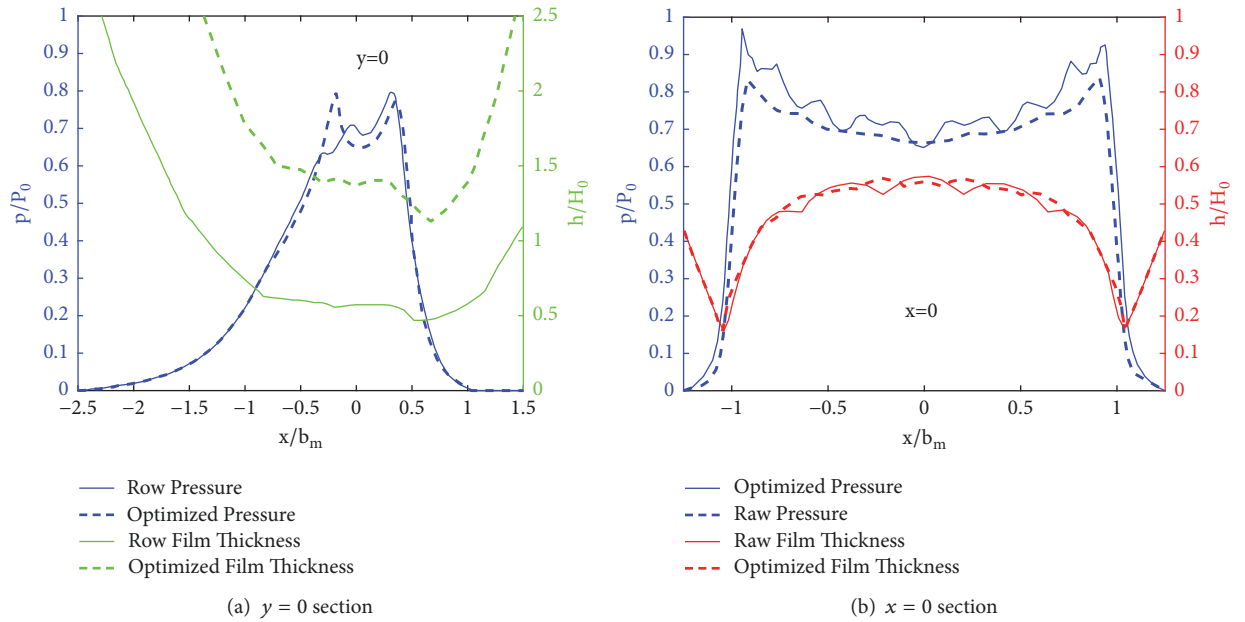 1
0.9
0.8
0.7
0.6
0.5
0.4
0.3
0.2
0.1
0
p/P0
y=0
2.5
2
1.5
1
0.5
0
h/H0
−2.5 −2 −1.5 −1 −0.5 0 0.5 1 1.5
x/bm
Row Pressure
Optimized Pressure
Row Film Thickness
Optimized Film Thickness
(a) y = 0 section
1
0.9
0.8
0.7
0.6
0.5
0.4
0.3
0.2
0.1
0
p/P0
x=0
1
0.9
0.8
0.7
0.6
0.5
0.4
0.3
0.2
0.1
0
h/H0
−1 −0.5 0 0.5 1
x/bm
Optimized Pressure
Raw Pressure
Raw Film Thickness
Optimized Film Thickness
(b) x = 0 section